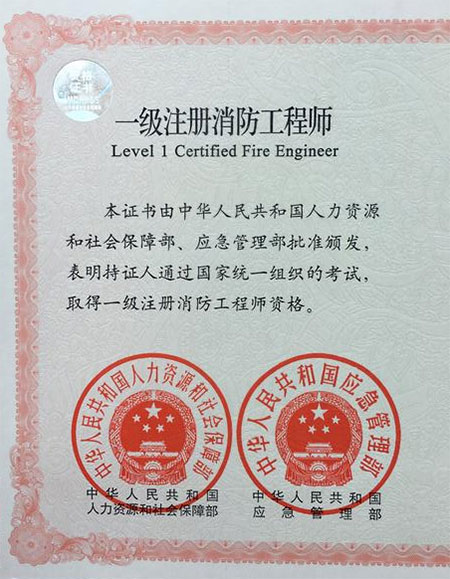 一级注册消防工程师
Level 1 Certified Fire Engineer
本证书由中华人民共和国人力资源
和社会保障部、应急管理部批准颁发，
表明持证人通过国家统一组织的考试，
取得一级注册消防工程师资格。
中华人民共和国人力资源和社会保障部
中华人民共和国应急管理部
中华人民共和国
人力资源和社会保障部
中华人民共和国
应急管理部